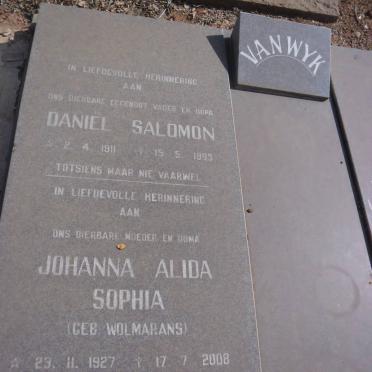 VAN WYK
IN LIEFDEVOLLE HERINNERING
AAN
ONS DIERBARE EGGENOOT VADER EN OUPA
DANIEL SALOMON
2. 4. 1911 15. 5. 1993
TOTSIENS MAAR NIE VAARWEL
IN LIEFDEVOLLE HERINNERING
AAN
ONS DIERBARE MOEDER EN OUMA
JOHANNA ALIDA
SOPHIA
(GEB WOLMARANS)
23. 11. 1927 † 17. 7. 2008